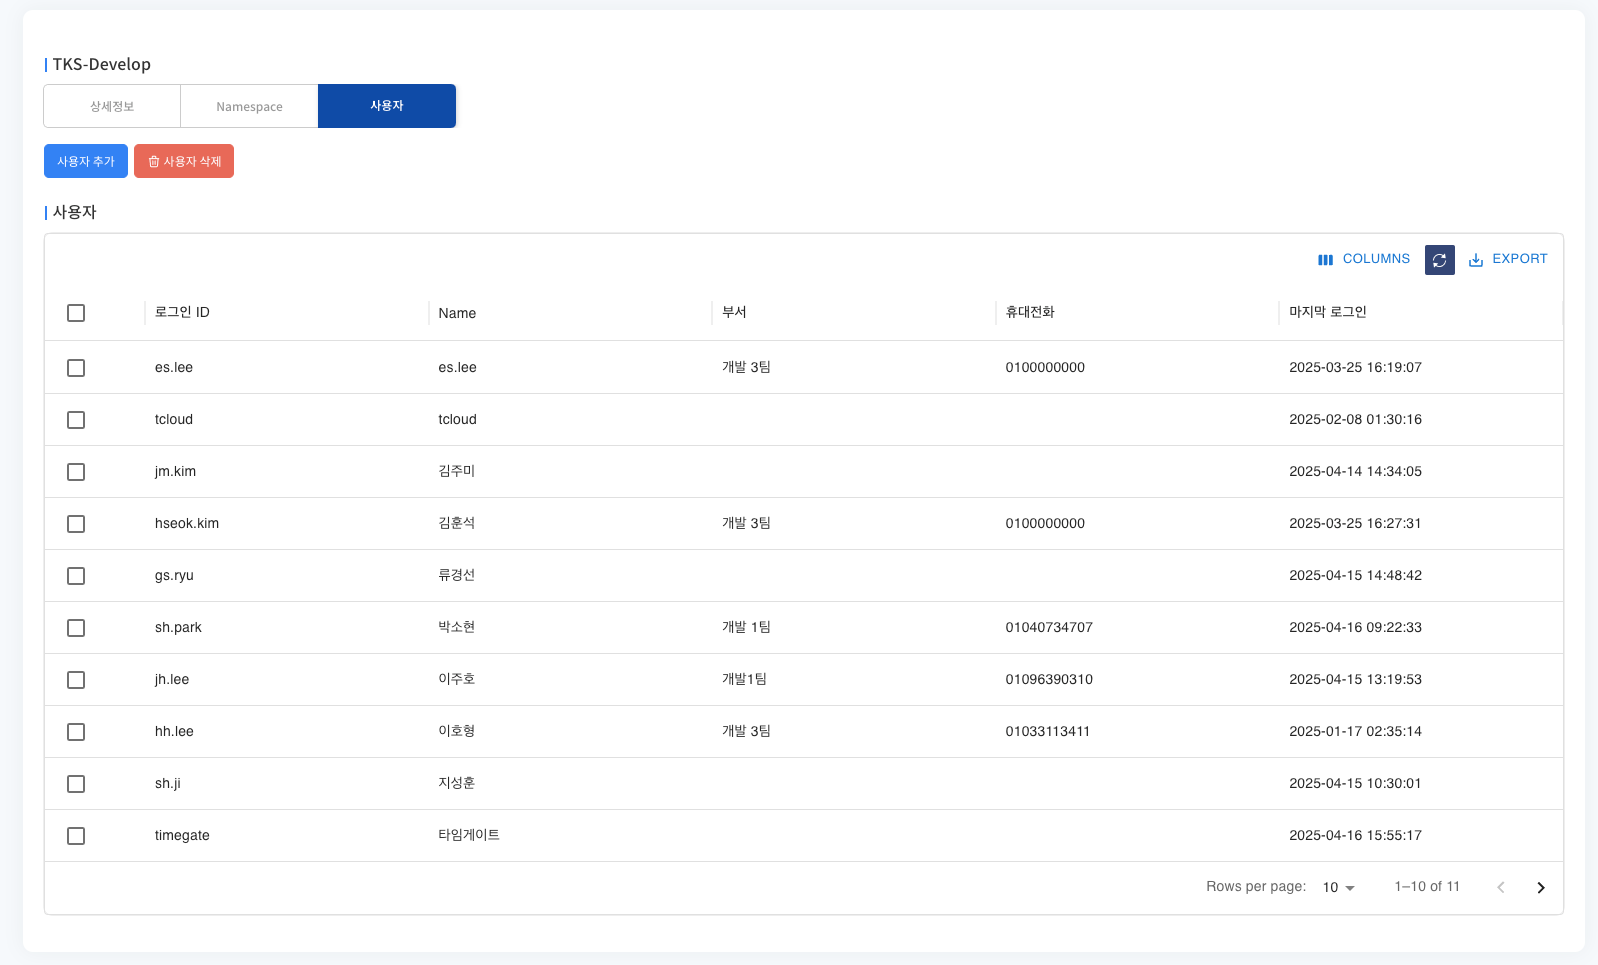 TKS-Develop
상세정보 Namespace 사용자
사용자 추가 사용자 삭제
사용자
COLUMNS EXPORT
로그인 ID Name 부서 휴대전화 마지막 로그인
es.lee es.lee 개발 3팀 0100000000 2025-03-25 16:19:07
tcloud tcloud 2025-02-08 01:30:16
jm.kim 김주미 2025-04-14 14:34:05
hseok.kim 김훈석 개발 3팀 0100000000 2025-03-25 16:27:31
gs.ryu 류경선 2025-04-15 14:48:42
sh.park 박소현 개발 1팀 01040734707 2025-04-16 09:22:33
jh.lee 이주호 개발1팀 01096390310 2025-04-15 13:19:53
hh.lee 이호형 개발 3팀 01033113411 2025-01-17 02:35:14
sh.ji 지성훈 2025-04-15 10:30:01
timegate 타임게이트 2025-04-16 15:55:17
Rows per page: 10 1–10 of 11